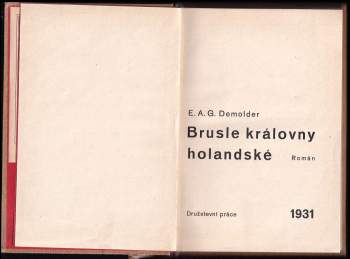 E. A. G. Demolder
Brusle královny
holandské Román
Družstevní práce 1931